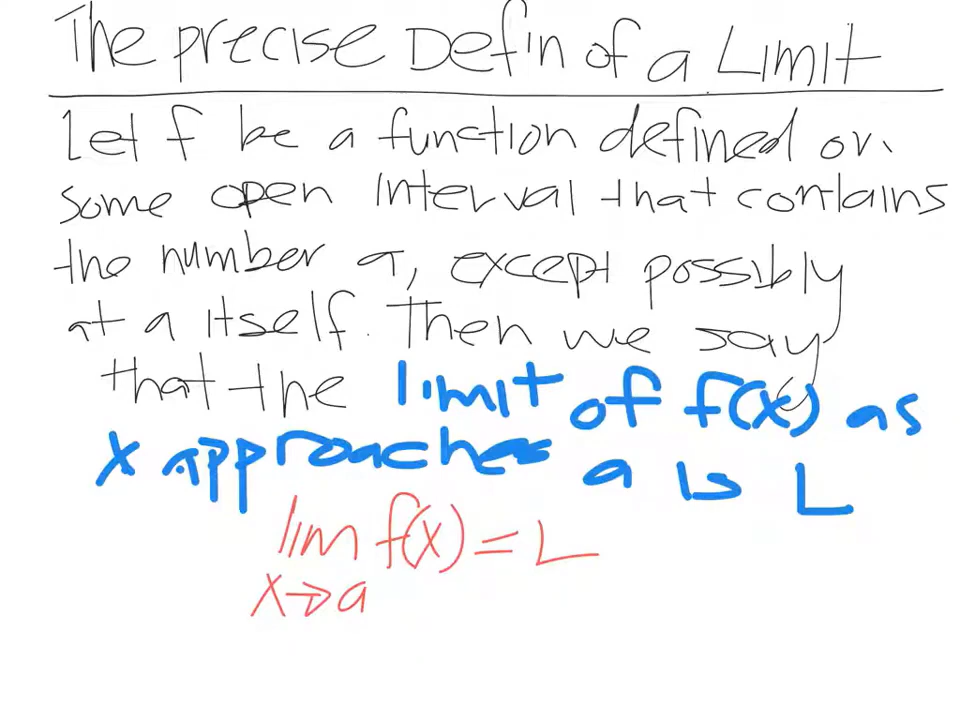 The precise Defin of a Limit
Let f be a function defined on
some open interval that contains
the number a, except possibly
at a itself. Then we say
that the limit of f(x) as
x approaches a is L
lim f(x) = L
x→a